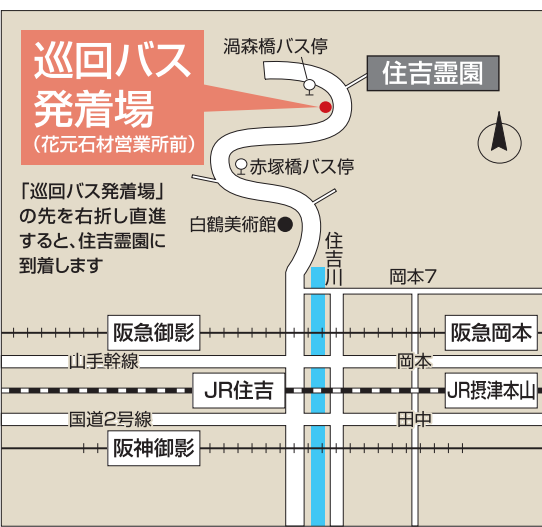 巡回バス
発着場
（花元石材営業所前）
渦森橋バス停
住吉霊園
赤塚橋バス停
「巡回バス発着場」
の先を右折し直進
すると、住吉霊園に
到着します
白鶴美術館
住吉川
岡本7
阪急御影
阪急岡本
山手幹線
岡本
JR住吉
JR摂津本山
国道2号線
田中
阪神御影